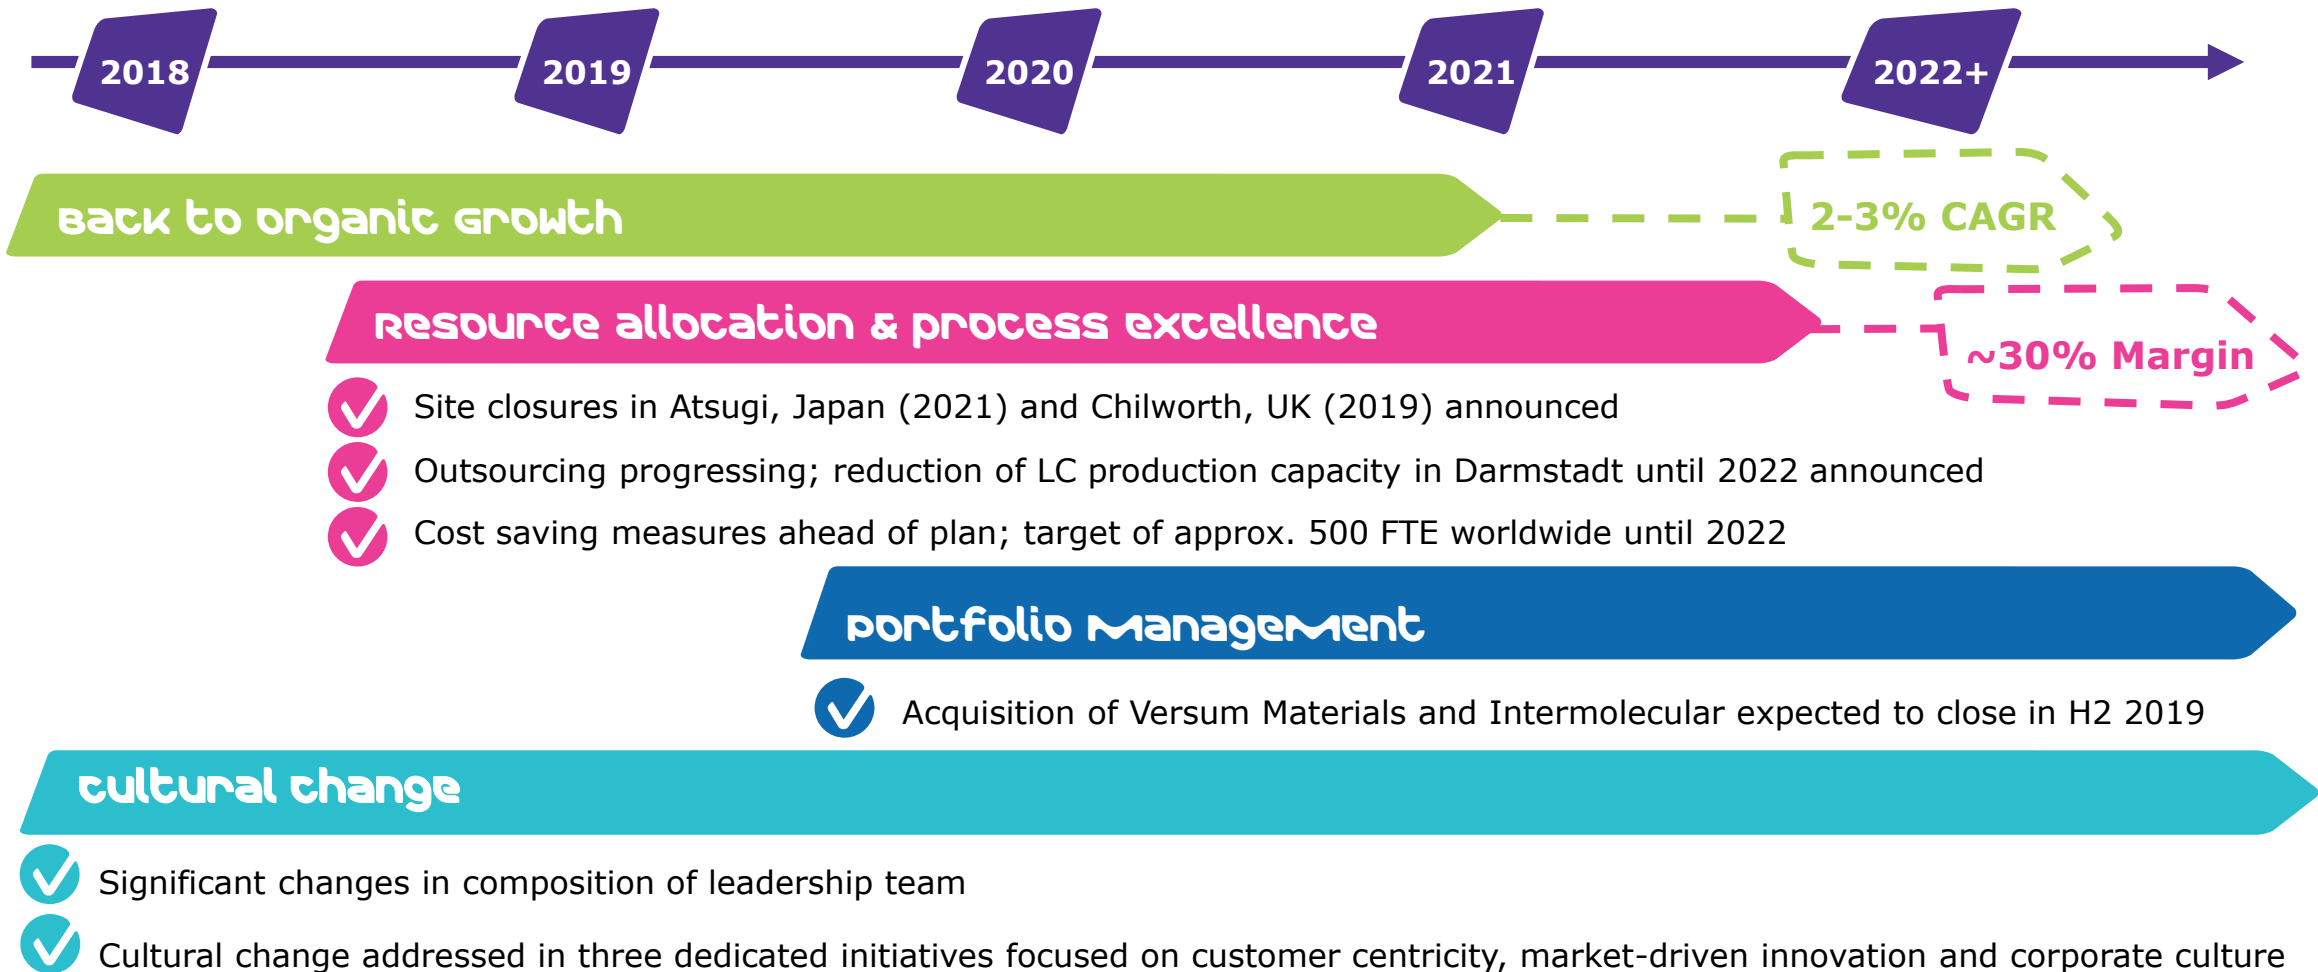 2018 2019 2020 2021 2022+
Back to Organic Growth
2-3% CAGR
Resource allocation & process excellence
~30% Margin
Site closures in Atsugi, Japan (2021) and Chilworth, UK (2019) announced
Outsourcing progressing; reduction of LC production capacity in Darmstadt until 2022 announced
Cost saving measures ahead of plan; target of approx. 500 FTE worldwide until 2022
Portfolio Management
Acquisition of Versum Materials and Intermolecular expected to close in H2 2019
Cultural change
Significant changes in composition of leadership team
Cultural change addressed in three dedicated initiatives focused on customer centricity, market-driven innovation and corporate culture